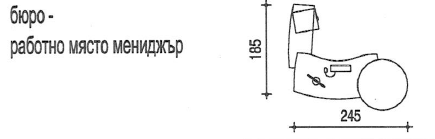 бюро -
работно място мениджър
185
245